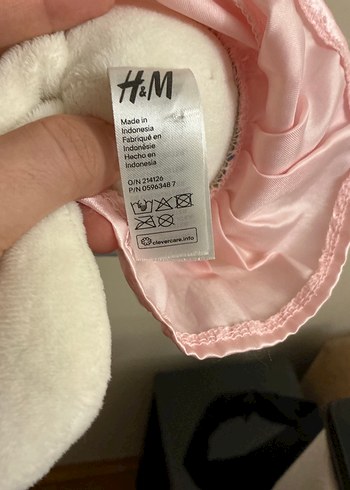 H&M
Made in
Indonesia
Fabriqué en
Indonésie
Hecho en
Indonesia
O/N 214126
P/N 0596348 7
clevercare.info